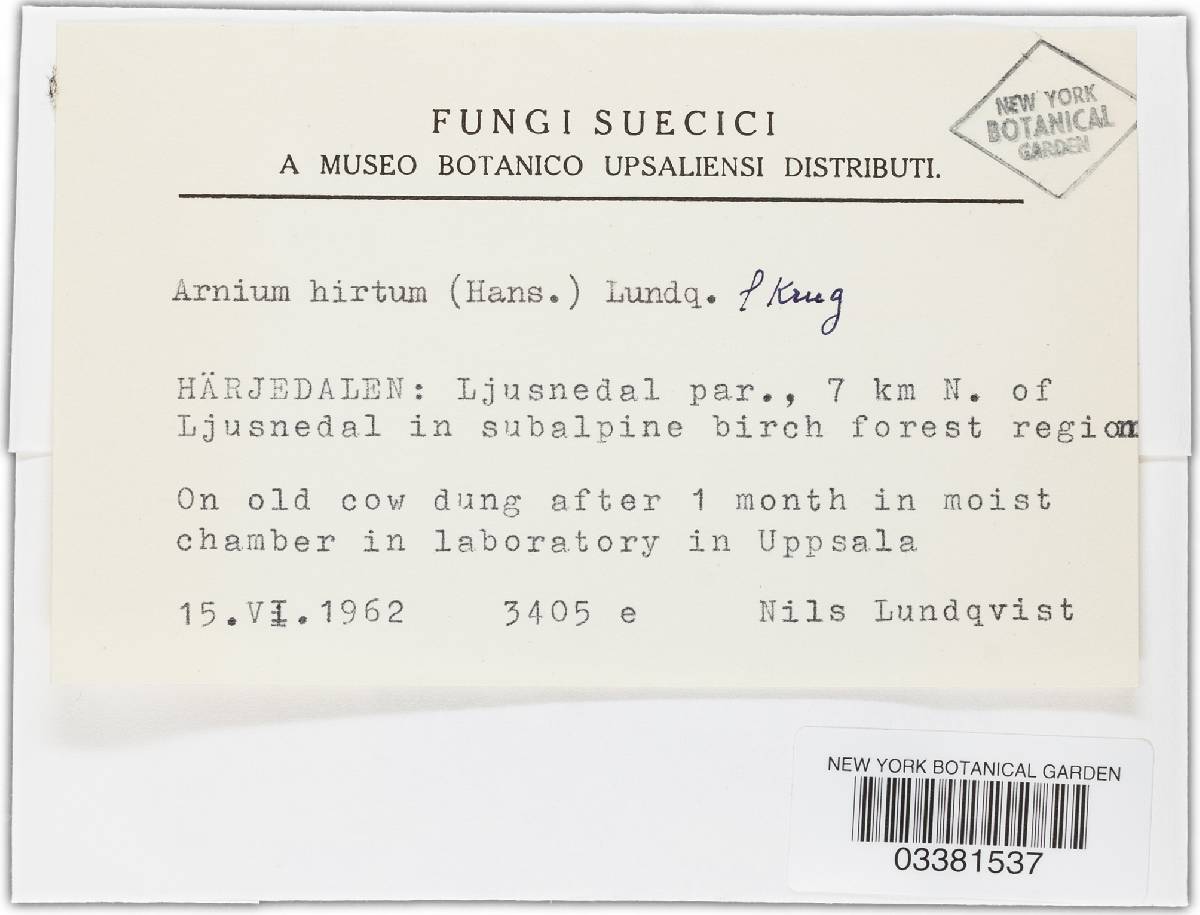 NEW YORK
BOTANICAL
GARDEN
FUNGI SUECICI
A MUSEO BOTANICO UPSALIENSI DISTRIBUTI.
Arnium hirtum (Hans.) Lundq. f Krug
HÄRJEDALEN: Ljusnedal par., 7 km N. of
Ljusnedal in subalpine birch forest region
On old cow dung after 1 month in moist
chamber in laboratory in Uppsala
15.VI.1962 3405 e Nils Lundqvist
NEW YORK BOTANICAL GARDEN
03381537